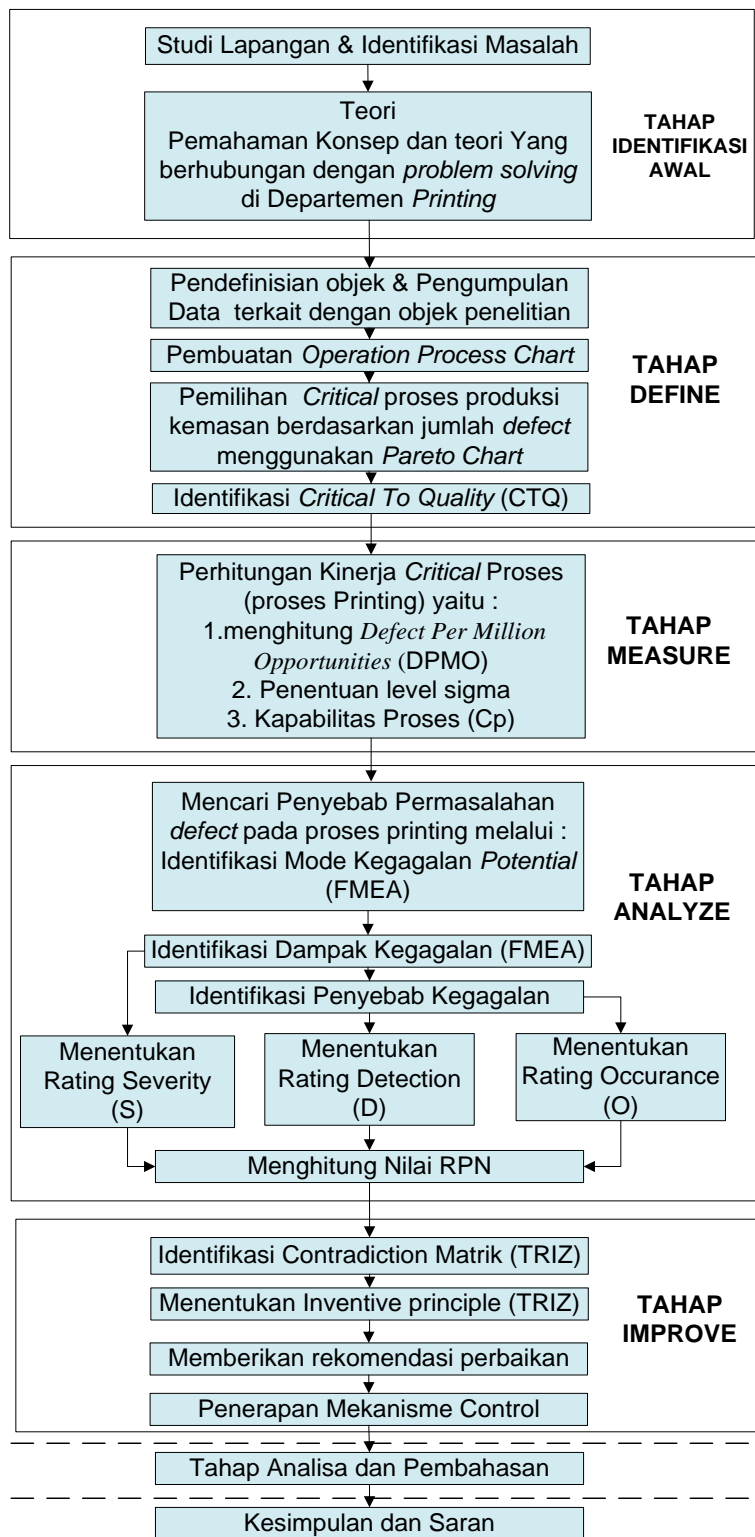 Studi Lapangan & Identifikasi Masalah
Teori
Pemahaman Konsep dan teori Yang
berhubungan dengan problem solving
di Departemen Printing
TAHAP
IDENTIFIKASI
AWAL
Pendefinisian objek & Pengumpulan
Data terkait dengan objek penelitian
Pembuatan Operation Process Chart
Pemilihan Critical proses produksi
kemasan berdasarkan jumlah defect
menggunakan Pareto Chart
Identifikasi Critical To Quality (CTQ)
TAHAP
DEFINE
Perhitungan Kinerja Critical Proses
(proses Printing) yaitu :
1.menghitung Defect Per Million
Opportunities (DPMO)
2. Penentuan level sigma
3. Kapabilitas Proses (Cp)
TAHAP
MEASURE
Mencari Penyebab Permasalahan
defect pada proses printing melalui :
Identifikasi Mode Kegagalan Potential
(FMEA)
Identifikasi Dampak Kegagalan (FMEA)
Identifikasi Penyebab Kegagalan
Menentukan
Rating Severity
(S)
Menentukan
Rating Detection
(D)
Menentukan
Rating Occurance
(O)
Menghitung Nilai RPN
TAHAP
ANALYZE
Identifikasi Contradiction Matrik (TRIZ)
Menentukan Inventive principle (TRIZ)
Memberikan rekomendasi perbaikan
Penerapan Mekanisme Control
TAHAP
IMPROVE
Tahap Analisa dan Pembahasan
Kesimpulan dan Saran